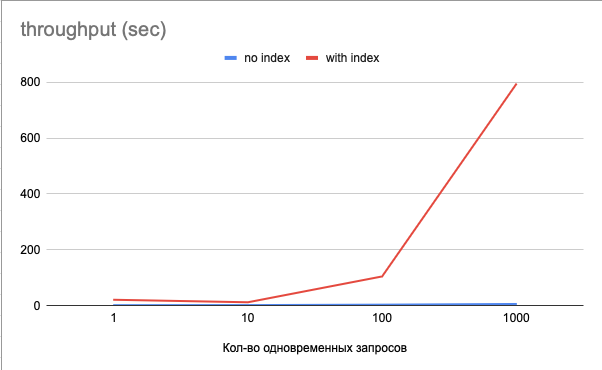 throughput (sec)
no index with index
800
600
400
200
0
1 10 100 1000
Кол-во одновременных запросов